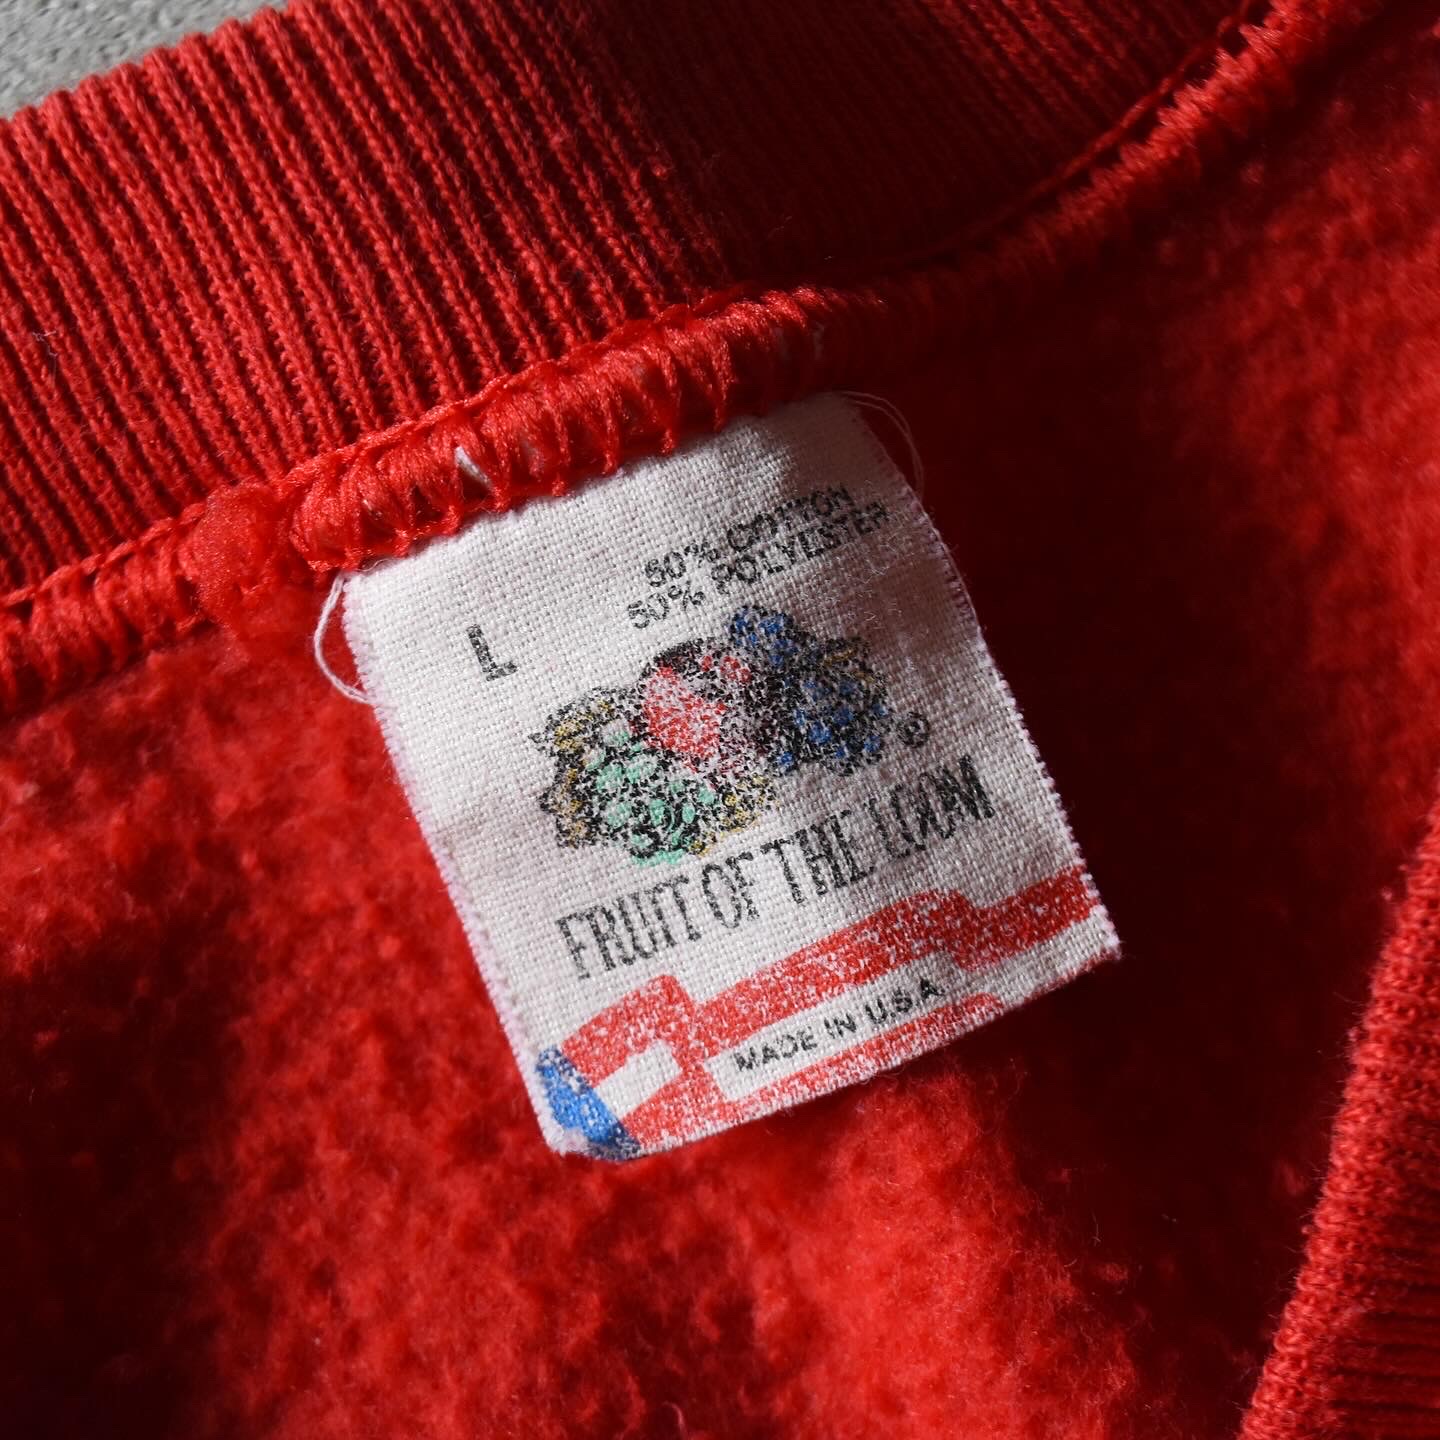 50% COTTON
50% POLYESTER
L
®
FRUIT OF THE LOOM
MADE IN U.S.A.